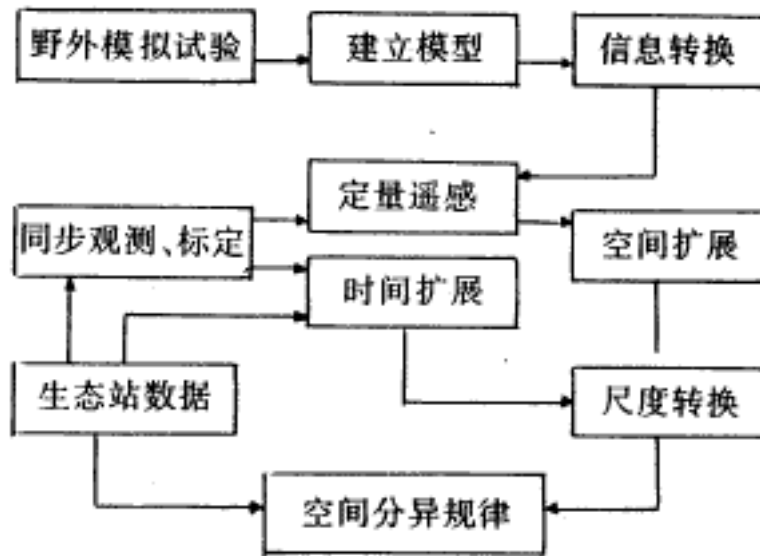 野外模拟试验
建立模型
信息转换
定量遥感
同步观测、标定
空间扩展
时间扩展
生态站数据
尺度转换
空间分异规律